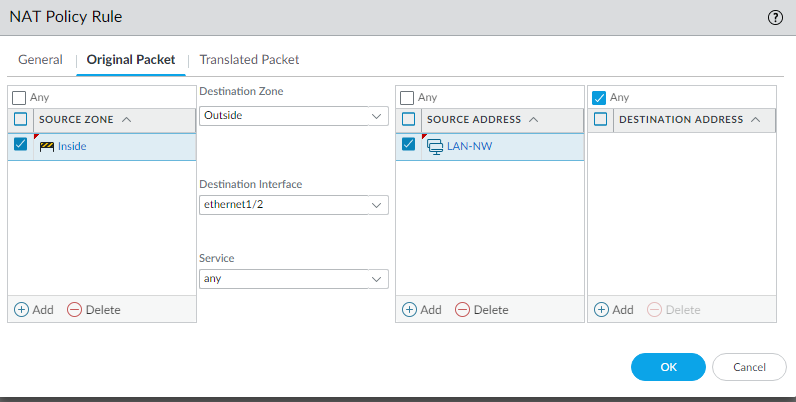 NAT Policy Rule
?
General
Original Packet
Translated Packet
Any
SOURCE ZONE
Inside
Add
Delete
Destination Zone
Outside
Destination Interface
ethernet1/2
Service
any
Any
SOURCE ADDRESS
LAN-NW
Add
Delete
Any
DESTINATION ADDRESS
Add
Delete
OK
Cancel